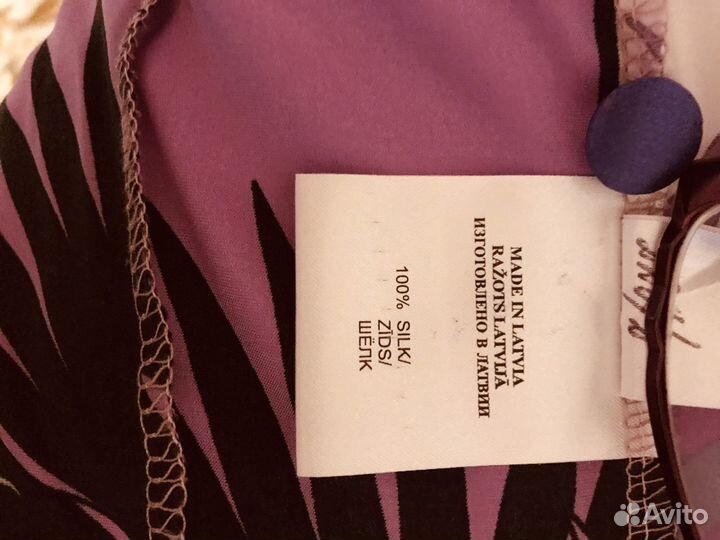 MADE IN LATVIA
RAŽOTS LATVIJĀ
ИЗГОТОВЛЕНО В ЛАТВИИ
100% SILK/
ZĪDS/
ШЁЛК
Avito